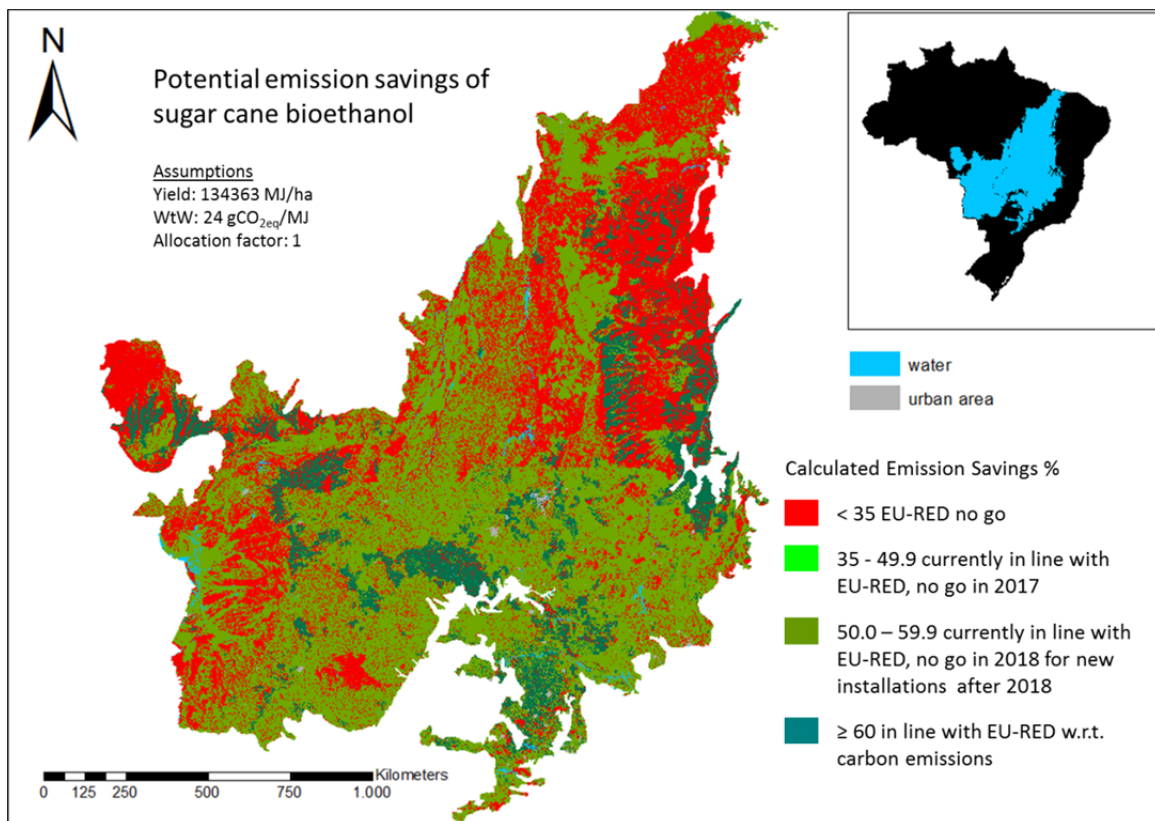 N
Potential emission savings of
sugar cane bioethanol
Assumptions
Yield: 134363 MJ/ha
WtW: 24 gCO2eq/MJ
Allocation factor: 1
water
urban area
Calculated Emission Savings %
< 35 EU-RED no go
35 - 49.9 currently in line with
EU-RED, no go in 2017
50.0 – 59.9 currently in line with
EU-RED, no go in 2018 for new
installations after 2018
≥ 60 in line with EU-RED w.r.t.
carbon emissions
Kilometers
0 125 250 500 750 1.000